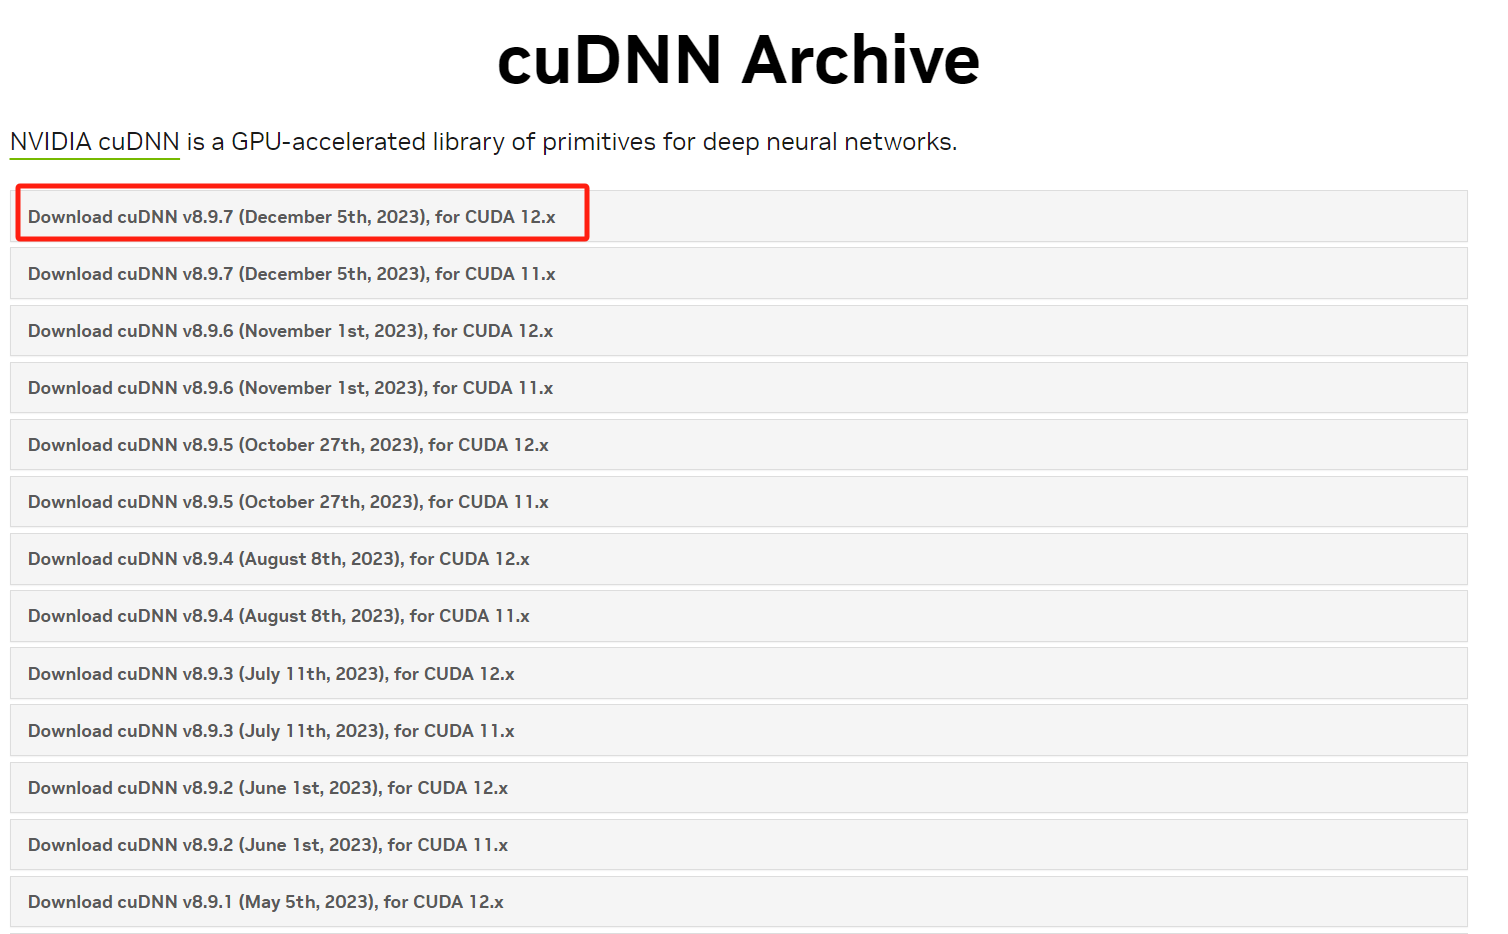 cuDNN Archive
NVIDIA cuDNN is a GPU-accelerated library of primitives for deep neural networks.
Download cuDNN v8.9.7 (December 5th, 2023), for CUDA 12.x
Download cuDNN v8.9.7 (December 5th, 2023), for CUDA 11.x
Download cuDNN v8.9.6 (November 1st, 2023), for CUDA 12.x
Download cuDNN v8.9.6 (November 1st, 2023), for CUDA 11.x
Download cuDNN v8.9.5 (October 27th, 2023), for CUDA 12.x
Download cuDNN v8.9.5 (October 27th, 2023), for CUDA 11.x
Download cuDNN v8.9.4 (August 8th, 2023), for CUDA 12.x
Download cuDNN v8.9.4 (August 8th, 2023), for CUDA 11.x
Download cuDNN v8.9.3 (July 11th, 2023), for CUDA 12.x
Download cuDNN v8.9.3 (July 11th, 2023), for CUDA 11.x
Download cuDNN v8.9.2 (June 1st, 2023), for CUDA 12.x
Download cuDNN v8.9.2 (June 1st, 2023), for CUDA 11.x
Download cuDNN v8.9.1 (May 5th, 2023), for CUDA 12.x